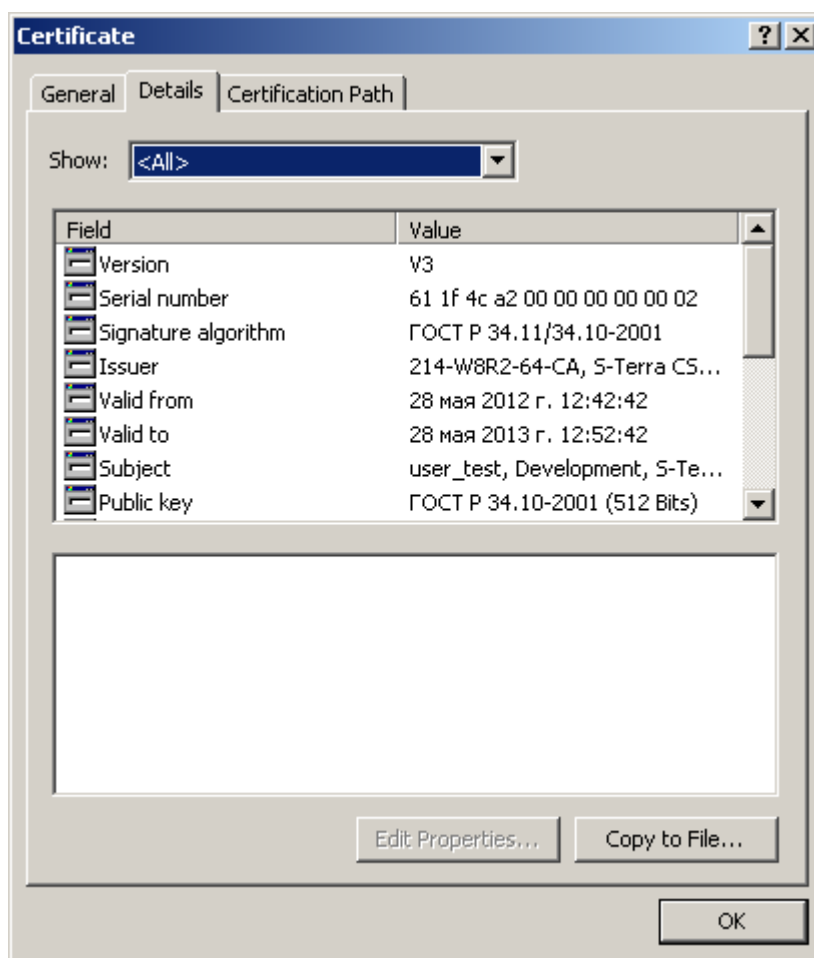 Certificate
General Details Certification Path
Show: <All>
Field Value
Version V3
Serial number 61 1f 4c a2 00 00 00 00 00 02
Signature algorithm ГОСТ Р 34.11/34.10-2001
Issuer 214-W8R2-64-CA, S-Terra CS...
Valid from 28 мая 2012 г. 12:42:42
Valid to 28 мая 2013 г. 12:52:42
Subject user_test, Development, S-Te...
Public key ГОСТ Р 34.10-2001 (512 Bits)
Edit Properties... Copy to File...
OK